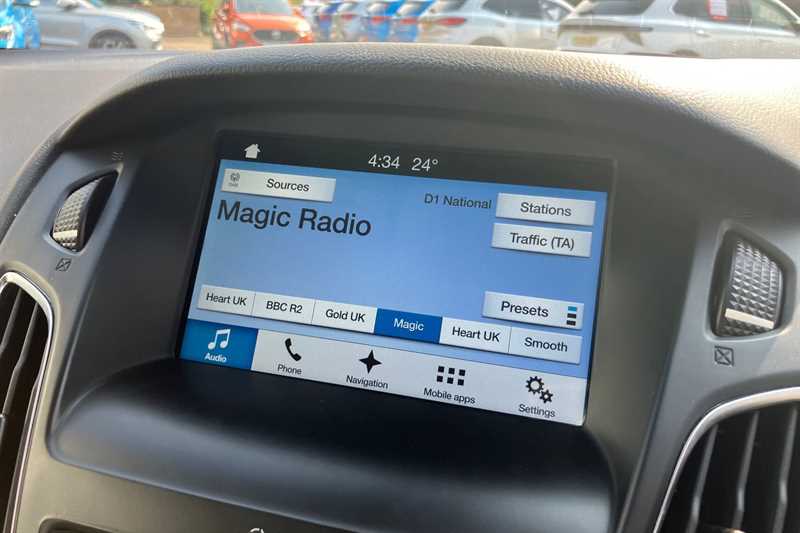 4:34 24°
Sources
D1 National
Stations
Magic Radio
Traffic (TA)
Presets
Heart UK
BBC R2
Gold UK
Magic
Heart UK
Smooth
Audio
Phone
Navigation
Mobile apps
Settings